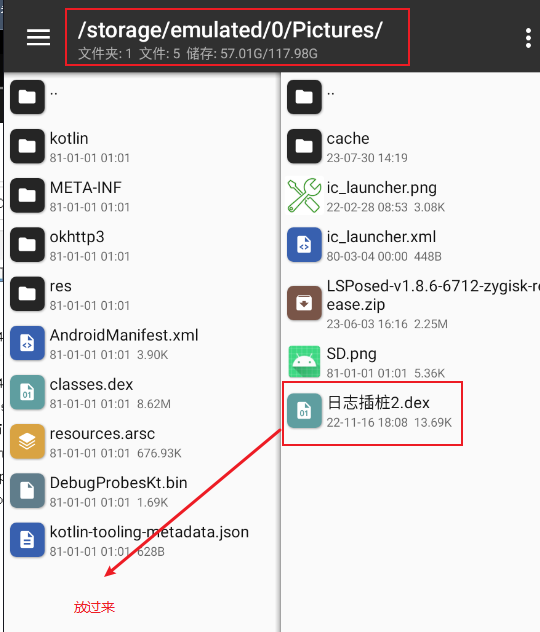 /storage/emulated/0/Pictures/
文件夹: 1 文件: 5 储存: 57.01G/117.98G
..
kotlin
81-01-01 01:01
META-INF
81-01-01 01:01
okhttp3
81-01-01 01:01
res
81-01-01 01:01
AndroidManifest.xml
81-01-01 01:01 3.90K
classes.dex
81-01-01 01:01 8.62M
resources.arsc
81-01-01 01:01 676.93K
DebugProbesKt.bin
81-01-01 01:01 1.69K
kotlin-tooling-metadata.json
81-01-01 01:01 628B
放过来
..
cache
23-07-30 14:19
ic_launcher.png
22-02-28 08:53 3.08K
ic_launcher.xml
80-03-04 00:00 448B
LSPosed-v1.8.6-6712-zygisk-re
ease.zip
23-06-03 16:16 2.25M
SD.png
81-01-01 01:01 5.36K
日志插桩2.dex
22-11-16 18:08 13.69K